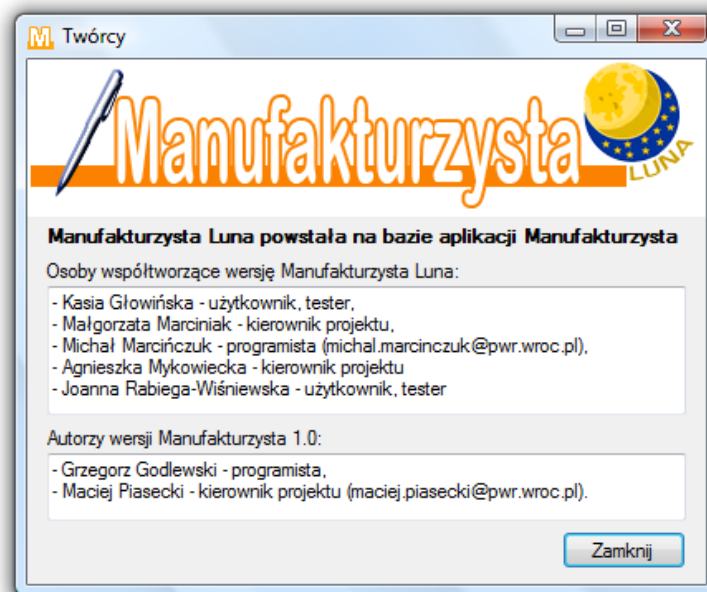 M Twórcy
Manufakturzysta
LUNA
Manufakturzysta Luna powstała na bazie aplikacji Manufakturzysta
Osoby współtworzące wersję Manufakturzysta Luna:
- Kasia Głowińska - użytkownik, tester,
- Małgorzata Marciniak - kierownik projektu,
- Michał Marcińczuk - programista (michal.marcinczuk@pwr.wroc.pl),
- Agnieszka Mykowiecka - kierownik projektu
- Joanna Rabiega-Wiśniewska - użytkownik, tester
Autorzy wersji Manufakturzysta 1.0:
- Grzegorz Godlewski - programista,
- Maciej Piasecki - kierownik projektu (maciej.piasecki@pwr.wroc.pl).
Zamknij